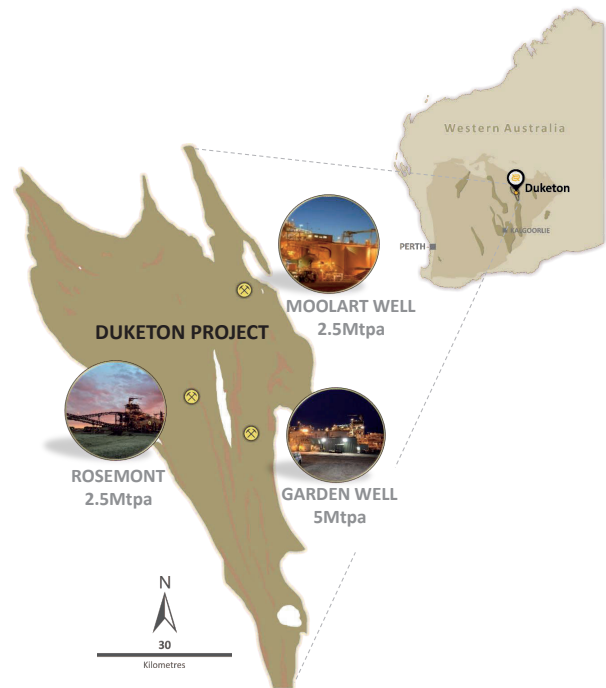 Western Australia
Duketon
KALGOORLIE
PERTH
MOOLART WELL
2.5Mtpa
DUKETON PROJECT
ROSEMONT
2.5Mtpa
GARDEN WELL
5Mtpa
N
30
Kilometres